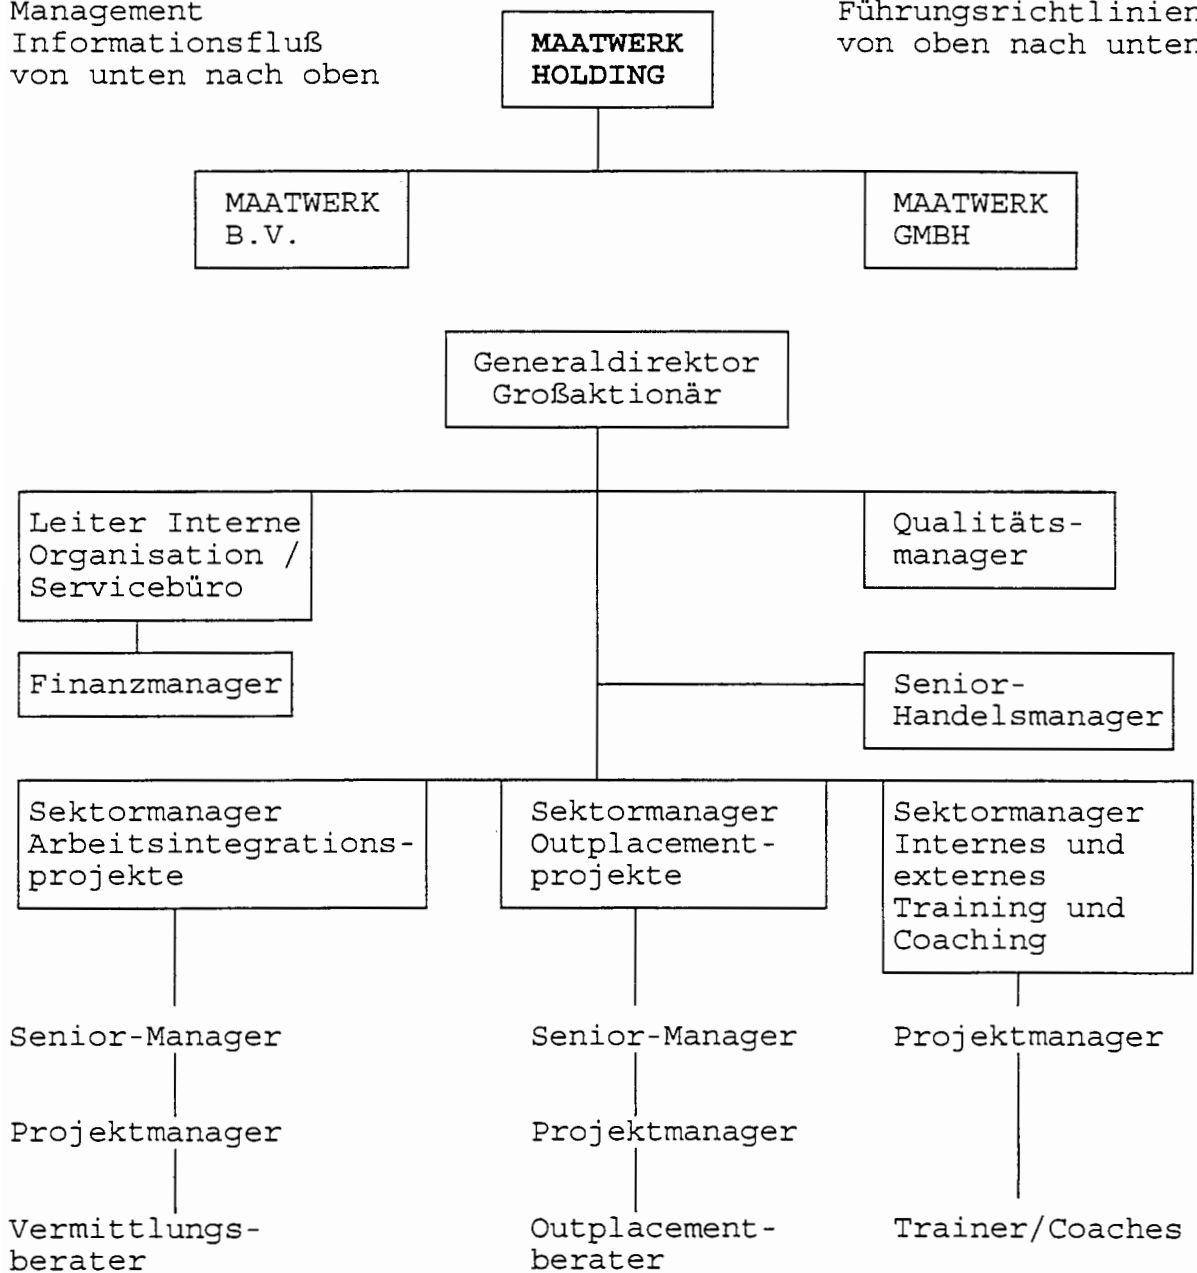 Management
Informationsfluß
von unten nach oben
Führungsrichtlinien
von oben nach unten
MAATWERK
HOLDING
MAATWERK
B.V.
MAATWERK
GMBH
Generaldirektor
Großaktionär
Leiter Interne
Organisation /
Servicebüro
Qualitäts-
manager
Finanzmanager
Senior-
Handelsmanager
Sektormanager
Arbeitsintegrations-
projekte
Sektormanager
Outplacement-
projekte
Sektormanager
Internes und
externes
Training und
Coaching
Senior-Manager
Senior-Manager
Projektmanager
Projektmanager
Projektmanager
Vermittlungs-
berater
Outplacement-
berater
Trainer/Coaches